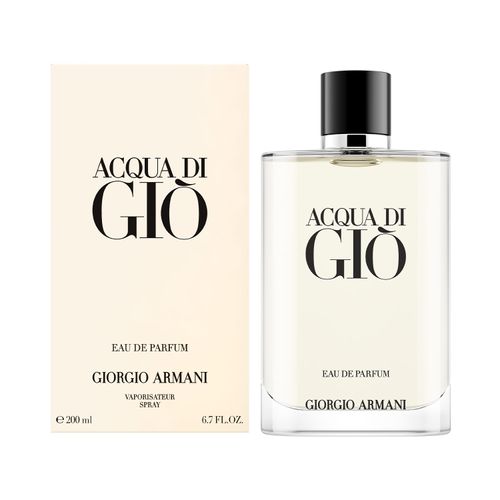 ACQUA DI
GIÒ
EAU DE PARFUM
GIORGIO ARMANI
VAPORISATEUR
SPRAY
℮ 200 ml 6.7 FL.OZ.
ACQUA DI
GIÒ
EAU DE PARFUM
GIORGIO ARMANI